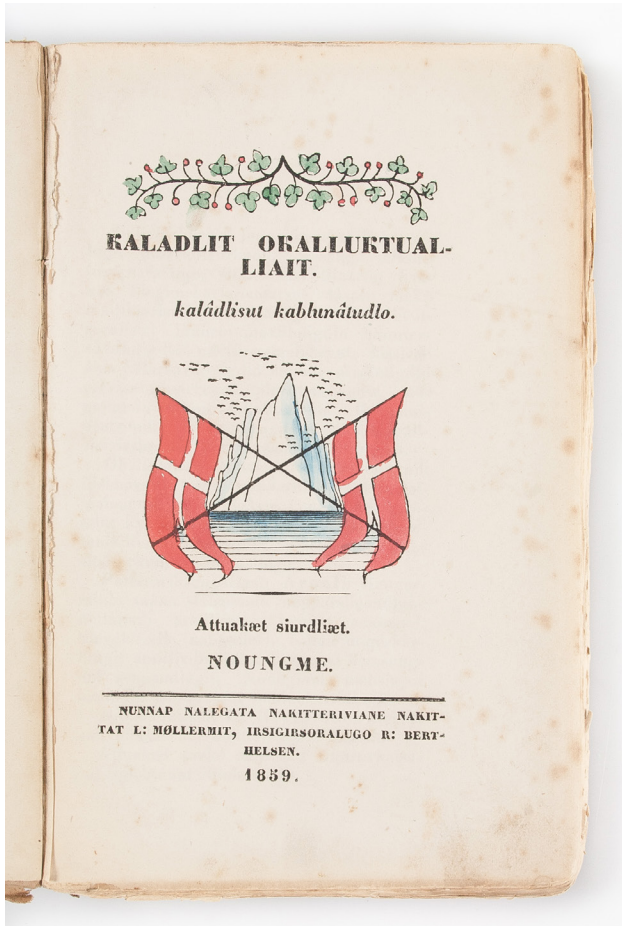 KALADLIT OKALLUKTUAL-
LIAIT.
kalâdlisut kablunâtudlo.
Attuakæt siurdliæt.
NOUNGME.
NUNNAP NALEGATA NAKITTERIVIANE NAKIT-
TAT L: MØLLERMIT, IRSIGIRSORALUGO R: BERT-
HELSEN.
1859.